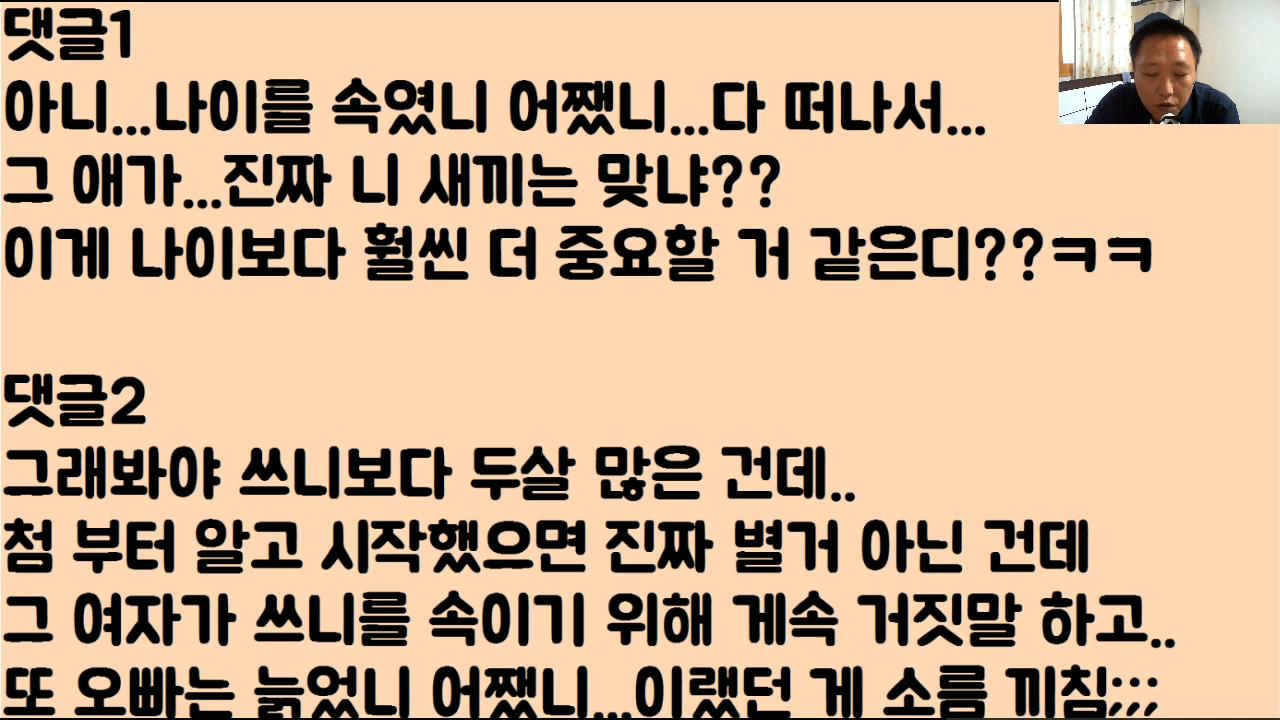 댓글1
아니...나이를 속였니 어쨌니...다 떠나서...
그 애가...진짜 니 새끼는 맞냐??
이게 나이보다 훨씬 더 중요할 거 같은디??ㅋㅋ
댓글2
그래봐야 쓰니보다 두살 많은 건데..
첨 부터 알고 시작했으면 진짜 별거 아닌 건데
그 여자가 쓰니를 속이기 위해 게속 거짓말 하고..
또 오빠는 늙었니 어쨌니...이랬던 게 소름 끼침;;;